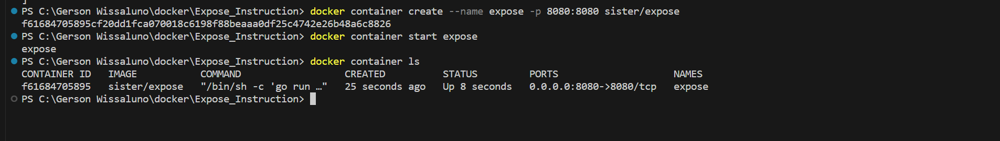 ]
PS C:\Gerson Wissaluno\docker\Expose_Instruction> docker container create --name expose -p 8080:8080 sister/expose
f61684705895cf20dd1fca070018c6198f88beaaa0df25c4742e26b48a6c8826
PS C:\Gerson Wissaluno\docker\Expose_Instruction> docker container start expose
expose
PS C:\Gerson Wissaluno\docker\Expose_Instruction> docker container ls
CONTAINER ID   IMAGE           COMMAND                  CREATED          STATUS         PORTS                    NAMES
f61684705895   sister/expose   "/bin/sh -c 'go run …"   25 seconds ago   Up 8 seconds   0.0.0.0:8080->8080/tcp   expose
PS C:\Gerson Wissaluno\docker\Expose_Instruction>